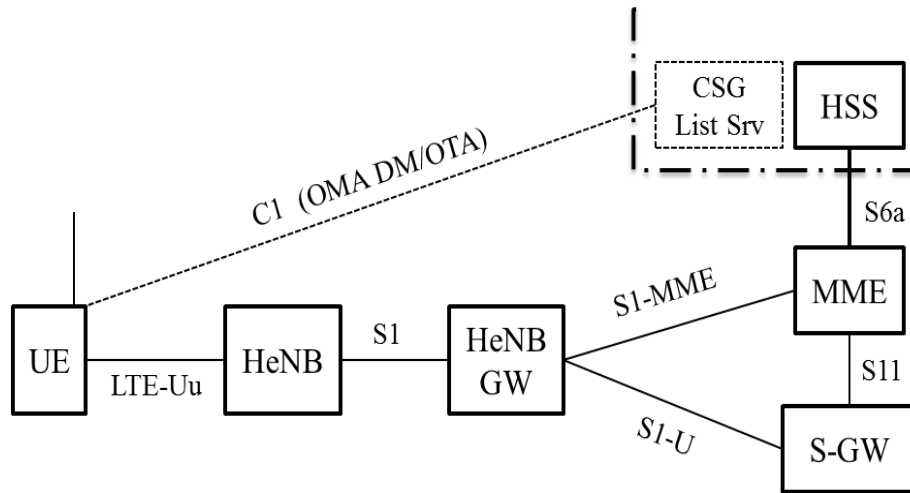 CSG
List Srv
HSS
C1 (OMA DM/OTA)
S6a
S1-MME
MME
UE
LTE-Uu
HeNB
S1
HeNB
GW
S11
S1-U
S-GW